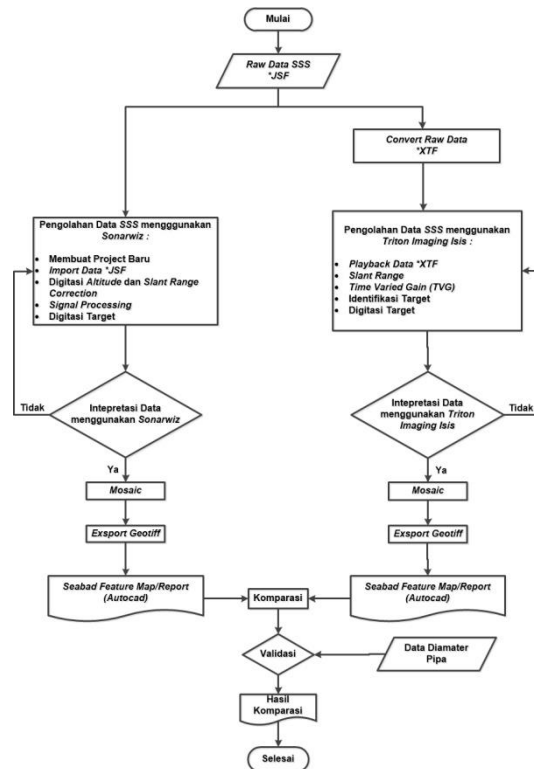 Mulai
Raw Data SSS
*JSF
Convert Raw Data
*XTF
Pengolahan Data SSS mengggunakan
Sonarwiz :
• Membuat Project Baru
• Import Data *JSF
• Digitasi Altitude dan Slant Range
Correction
• Signal Processing
• Digitasi Target
Pengolahan Data SSS menggunakan
Triton Imaging Isis :
• Playback Data *XTF
• Slant Range
• Time Varied Gain (TVG)
• Identifikasi Target
• Digitasi Target
Tidak
Intepretasi Data
menggunakan Sonarwiz
Intepretasi Data
menggunakan Triton
Imaging Isis
Tidak
Ya
Ya
Mosaic
Mosaic
Exsport Geotiff
Exsport Geotiff
Seabad Feature Map/Report
(Autocad)
Komparasi
Seabad Feature Map/Report
(Autocad)
Validasi
Data Diamater
Pipa
Hasil
Komparasi
Selesai